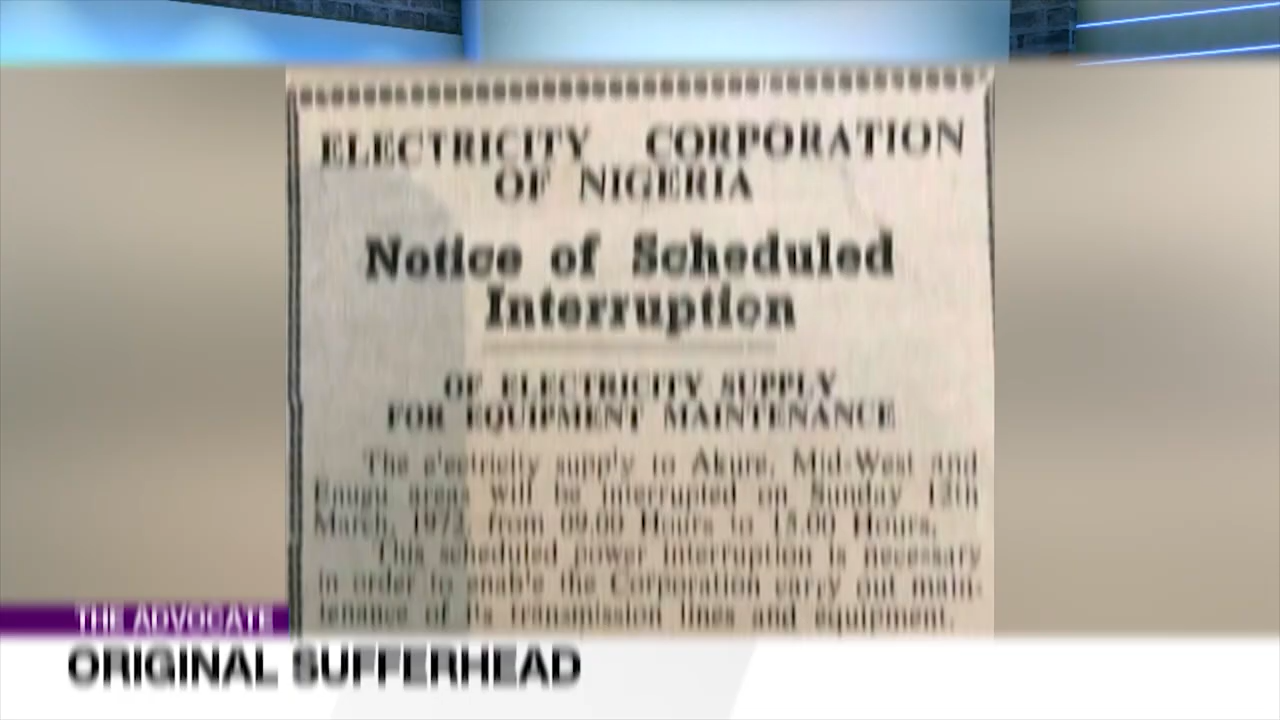 ELECTRICITY CORPORATION
OF NIGERIA
Notice of Scheduled
Interruption
OF ELECTRICITY SUPPLY
FOR EQUIPMENT MAINTENANCE
The electricity supply to Akure, Mid-West and
Enugu areas will be interrupted on Sunday 12th
March, 1972 from 09.00 Hours to 15.00 Hours.
This scheduled power interruption is necessary
in order to enable the Corporation carry out main-
tenance of its transmission lines and equipment.
THE ADVOCATE
ORIGINAL SUFFERHEAD